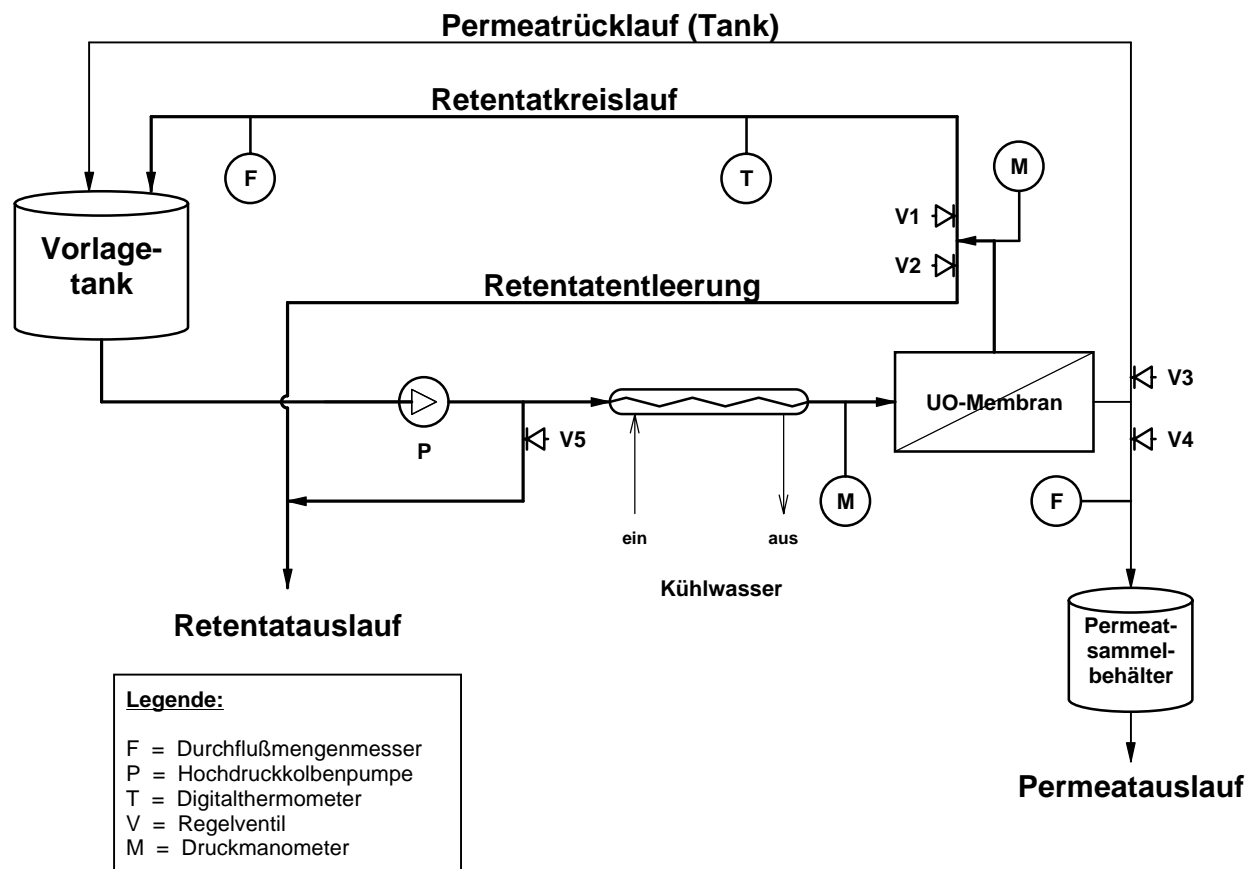 Permeatrücklauf (Tank)
Retentatkreislauf
F
T
M
V1
V2
Vorlage-
tank
Retentatentleerung
V3
UO-Membran
V4
V5
P
M
F
ein
aus
Kühlwasser
Retentatauslauf
Permeat-
sammel-
behälter
Permeatauslauf
Legende:
F = Durchflußmengenmesser
P = Hochdruckkolbenpumpe
T = Digitalthermometer
V = Regelventil
M = Druckmanometer